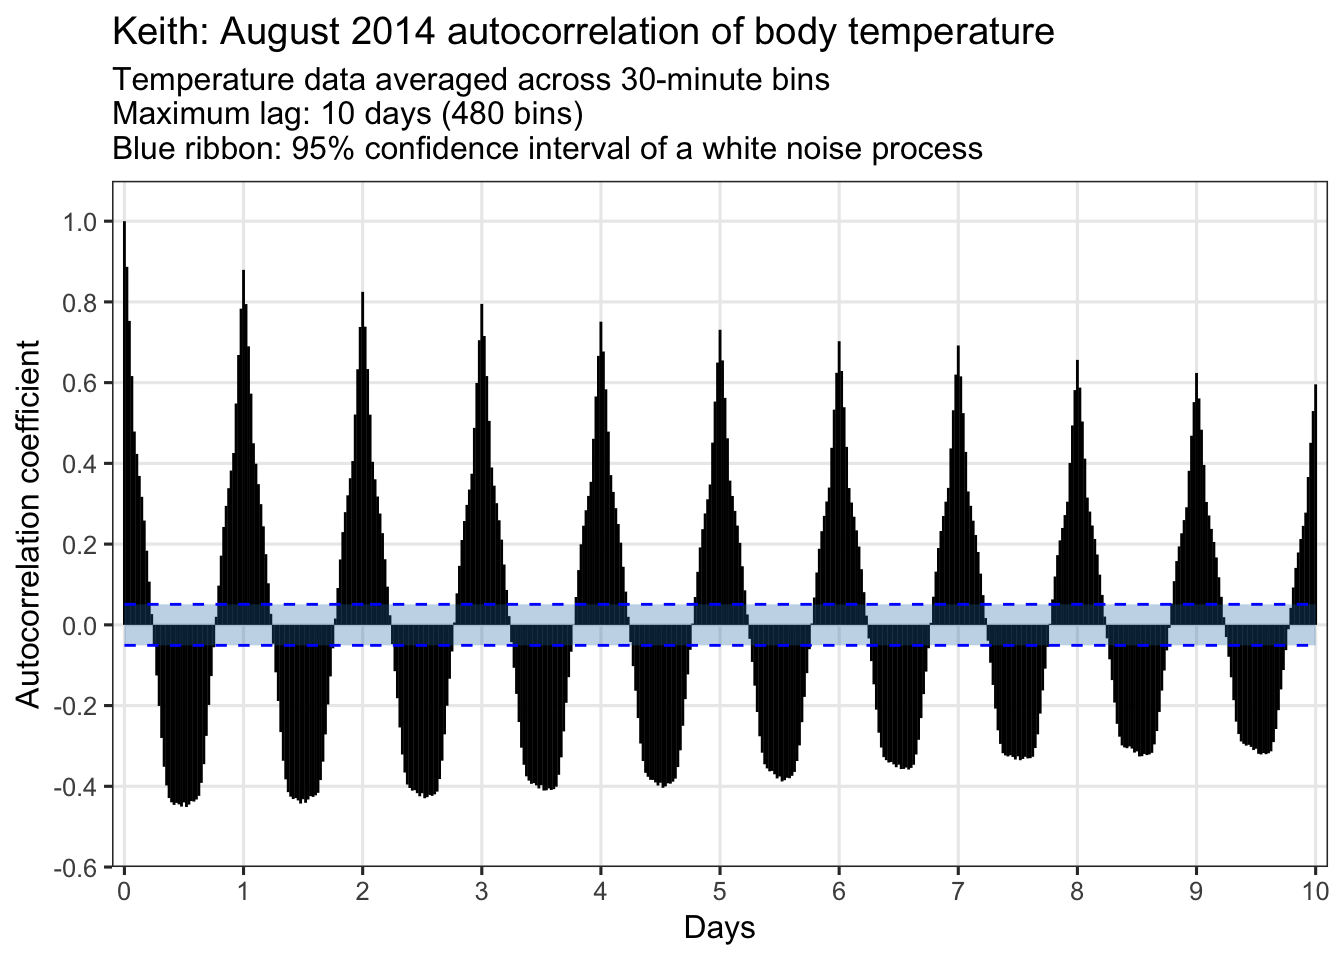 Keith: August 2014 autocorrelation of body temperature
Temperature data averaged across 30-minute bins
Maximum lag: 10 days (480 bins)
Blue ribbon: 95% confidence interval of a white noise process
Autocorrelation coefficient
1.0
0.8
0.6
0.4
0.2
0.0
-0.2
-0.4
-0.6
0 1 2 3 4 5 6 7 8 9 10
Days